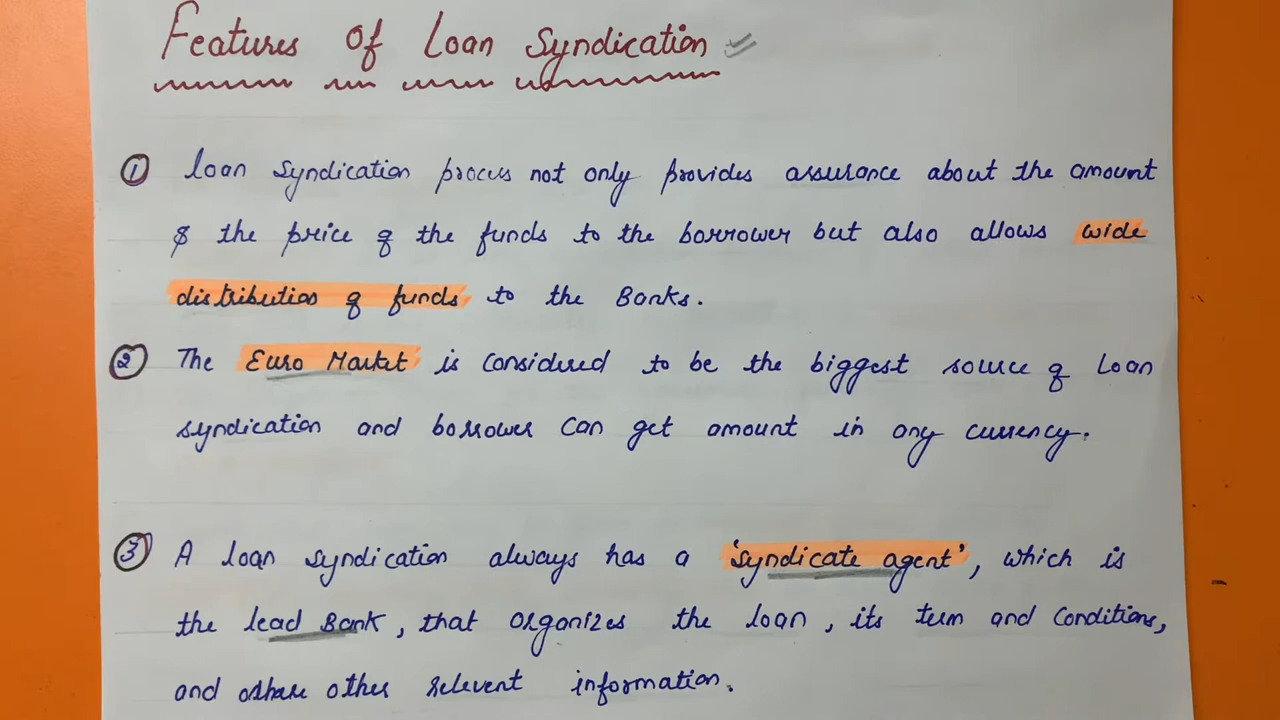 Features Of Loan Syndication
① Loan Syndication process not only provides assurance about the amount
& the price of the funds to the borrower but also allows wide
distribution of funds to the Banks.
② The Euro Market is considered to be the biggest source of Loan
syndication and borrower can get amount in any currency.
③ A loan syndication always has a 'syndicate agent', which is
the lead Bank, that organizes the loan, its term and conditions,
and share other relevent information.